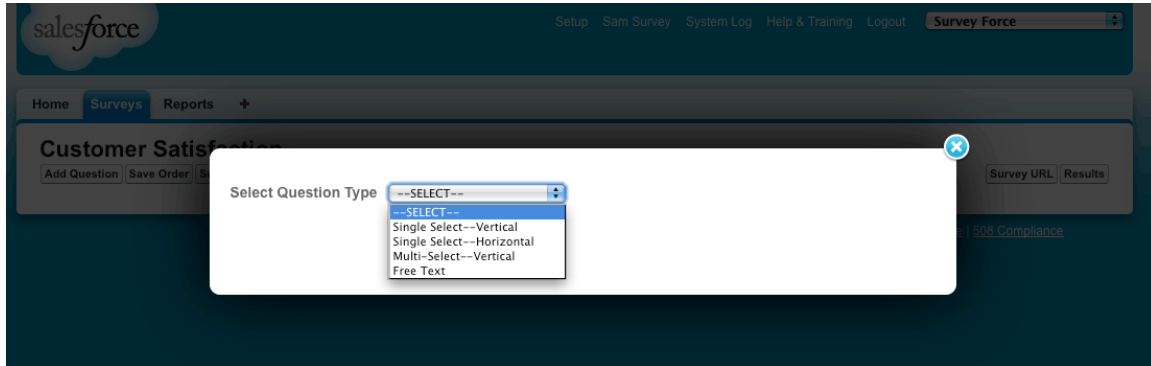 salesforce
Setup Sam Survey System Log Help & Training Logout Survey Force
Home Surveys Reports +
Customer
Add Question Save Order
Survey URL Results
Select Question Type --SELECT--
--SELECT--
Single Select--Vertical
Single Select--Horizontal
Multi-Select--Vertical
Free Text
| 508 Compliance